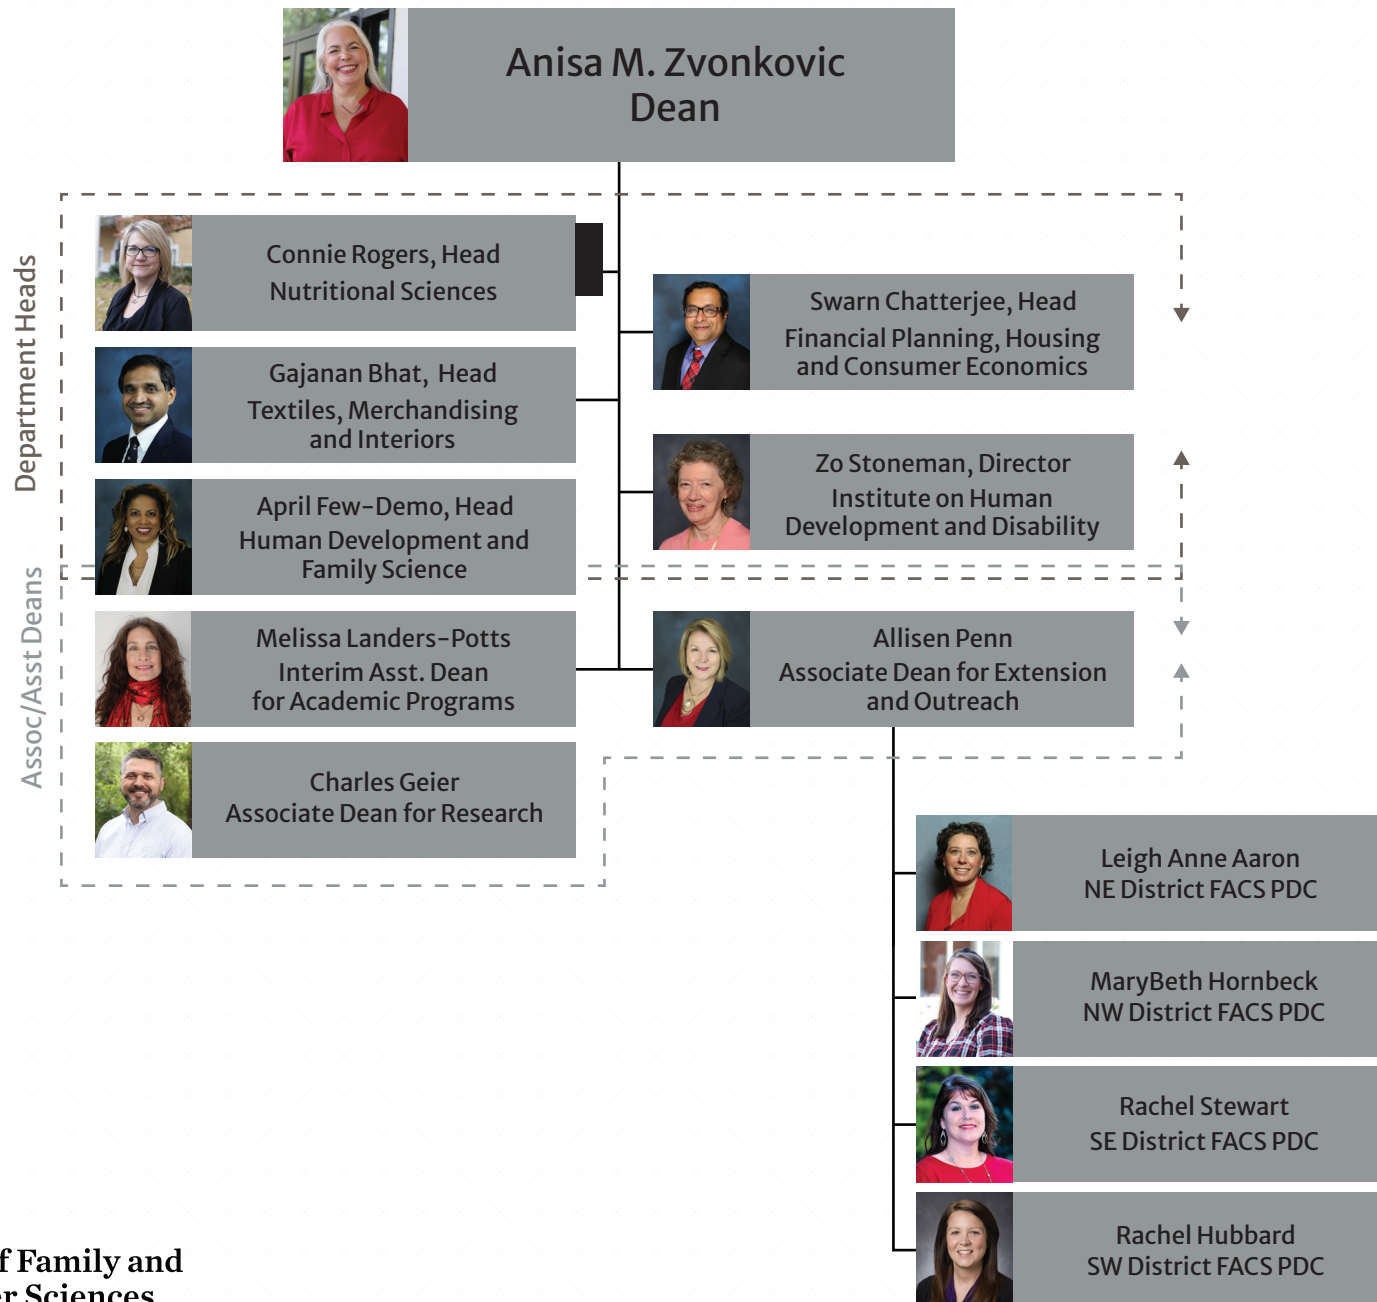 Anisa M. Zvonkovic
Dean
Department Heads
Connie Rogers, Head
Nutritional Sciences
Swarn Chatterjee, Head
Financial Planning, Housing
and Consumer Economics
Gajanan Bhat, Head
Textiles, Merchandising
and Interiors
Zo Stoneman, Director
Institute on Human
Development and Disability
April Few-Demo, Head
Human Development and
Family Science
Assoc/Asst Deans
Melissa Landers-Potts
Interim Asst. Dean
for Academic Programs
Allisen Penn
Associate Dean for Extension
and Outreach
Charles Geier
Associate Dean for Research
Leigh Anne Aaron
NE District FACS PDC
MaryBeth Hornbeck
NW District FACS PDC
Rachel Stewart
SE District FACS PDC
Rachel Hubbard
SW District FACS PDC
Family and
Sciences